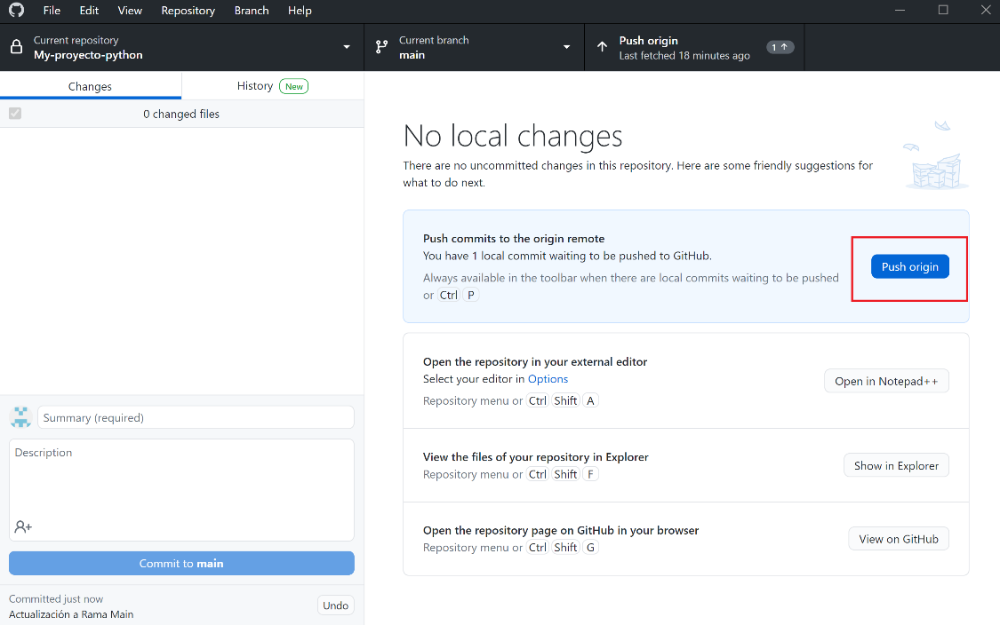 File Edit View Repository Branch Help
Current repository
My-proyecto-python
Current branch
main
Push origin
Last fetched 18 minutes ago
1
Changes
History New
0 changed files
No local changes
There are no uncommitted changes in this repository. Here are some friendly suggestions for
what to do next.
Push commits to the origin remote
You have 1 local commit waiting to be pushed to GitHub.
Always available in the toolbar when there are local commits waiting to be pushed
or Ctrl P
Push origin
Open the repository in your external editor
Select your editor in Options
Repository menu or Ctrl Shift A
Open in Notepad++
View the files of your repository in Explorer
Repository menu or Ctrl Shift F
Show in Explorer
Open the repository page on GitHub in your browser
Repository menu or Ctrl Shift G
View on GitHub
Summary (required)
Description
Commit to main
Committed just now
Actualización a Rama Main
Undo